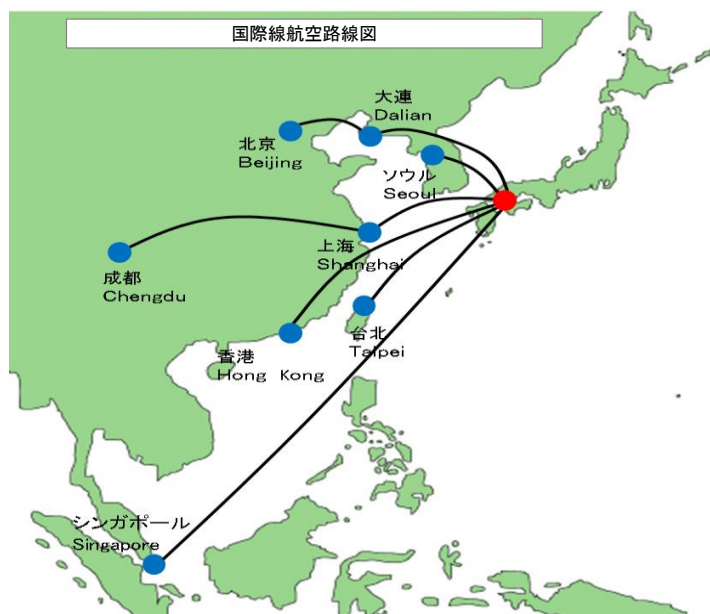 国際線航空路線図
大連
Dalian
北京
Beijing
ソウル
Seoul
上海
Shanghai
成都
Chengdu
台北
Taipei
香港
Hong Kong
シンガポール
Singapore